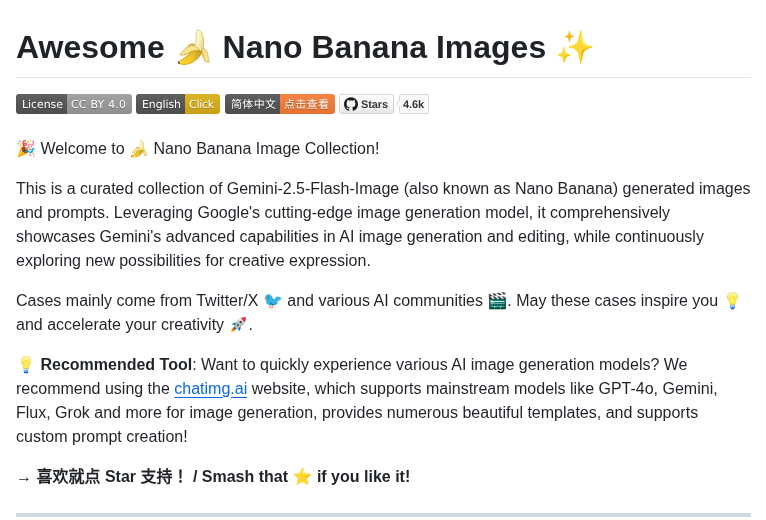 Awesome 🍌 Nano Banana Images ✨
License CC BY 4.0 English Click 简体中文 点击查看 Stars 4.6k
🎉 Welcome to 🍌 Nano Banana Image Collection!
This is a curated collection of Gemini-2.5-Flash-Image (also known as Nano Banana) generated images
and prompts. Leveraging Google's cutting-edge image generation model, it comprehensively
showcases Gemini's advanced capabilities in AI image generation and editing, while continuously
exploring new possibilities for creative expression.
Cases mainly come from Twitter/X 🐦 and various AI communities 🎬. May these cases inspire you 💡
and accelerate your creativity 🚀.
💡 Recommended Tool: Want to quickly experience various AI image generation models? We
recommend using the chatimg.ai website, which supports mainstream models like GPT-4o, Gemini,
Flux, Grok and more for image generation, provides numerous beautiful templates, and supports
custom prompt creation!
→ 喜欢就点 Star 支持！ / Smash that ⭐ if you like it!